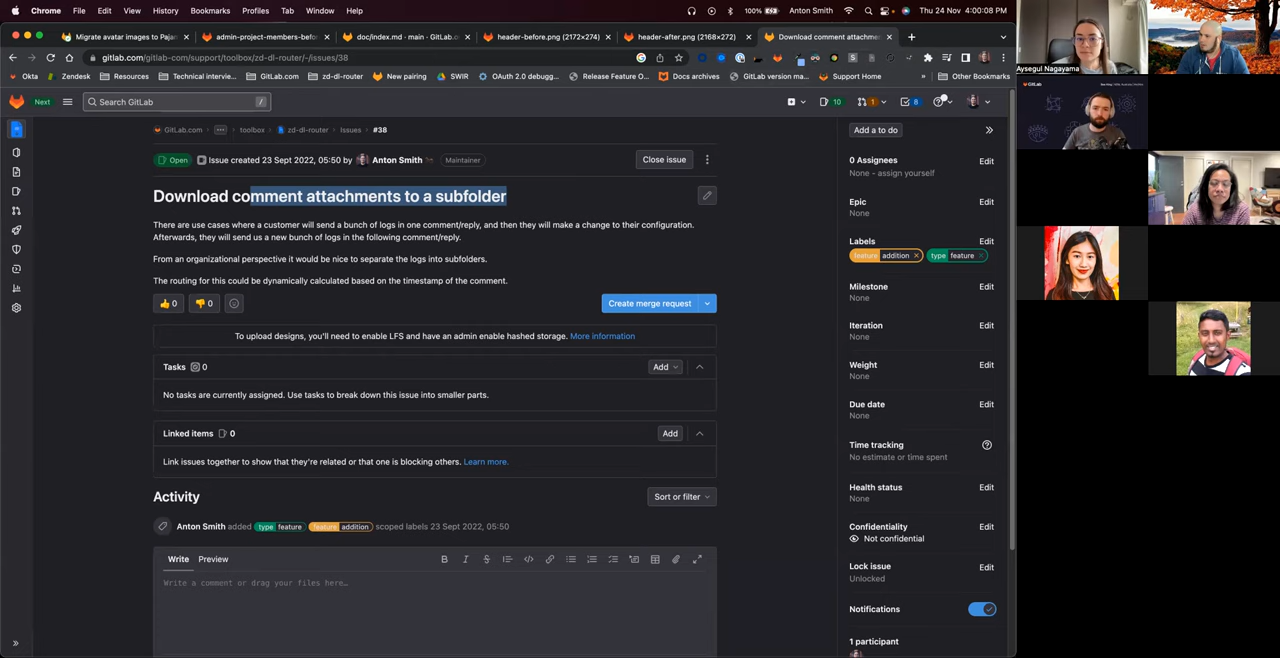 Chrome File Edit View History Bookmarks Profiles Tab Window Help
100% Anton Smith Thu 24 Nov 4:00:08 PM
Migrate avatar images to Paja
admin-project-members-befor
doc/index.md · main · GitLab.c
header-before.png (2172×274)
header-after.png (2168×272)
Download comment attachmen
gitlab.com/gitlab-com/support/toolbox/zd-dl-router/-/issues/38
Okta Zendesk Resources Technical intervie... GitLab.com zd-dl-router New pairing SWIR OAuth 2.0 debugg... Release Feature O... Docs archives GitLab version ma... Support Home Other Bookmarks
Next Search GitLab / 10 1 8
GitLab.com ... toolbox zd-dl-router Issues #38
Open Issue created 23 Sept 2022, 05:50 by Anton Smith Maintainer Close issue
Download comment attachments to a subfolder
There are use cases where a customer will send a bunch of logs in one comment/reply, and then they will make a change to their configuration.
Afterwards, they will send us a new bunch of logs in the following comment/reply.
From an organizational perspective it would be nice to separate the logs into subfolders.
The routing for this could be dynamically calculated based on the timestamp of the comment.
0 0 Create merge request
To upload designs, you'll need to enable LFS and have an admin enable hashed storage. More information
Tasks 0 Add
No tasks are currently assigned. Use tasks to break down this issue into smaller parts.
Linked items 0 Add
Link issues together to show that they're related or that one is blocking others. Learn more.
Activity Sort or filter
Anton Smith added type feature feature addition scoped labels 23 Sept 2022, 05:50
Write Preview
Write a comment or drag your files here...
Add a to do
0 Assignees Edit
None - assign yourself
Epic Edit
None
Labels Edit
feature addition type feature
Milestone Edit
None
Iteration Edit
None
Weight Edit
None
Due date Edit
None
Time tracking
No estimate or time spent
Health status Edit
None
Confidentiality Edit
Not confidential
Lock issue Edit
Unlocked
Notifications
1 participant
Aysegul Nagayama
GitLab